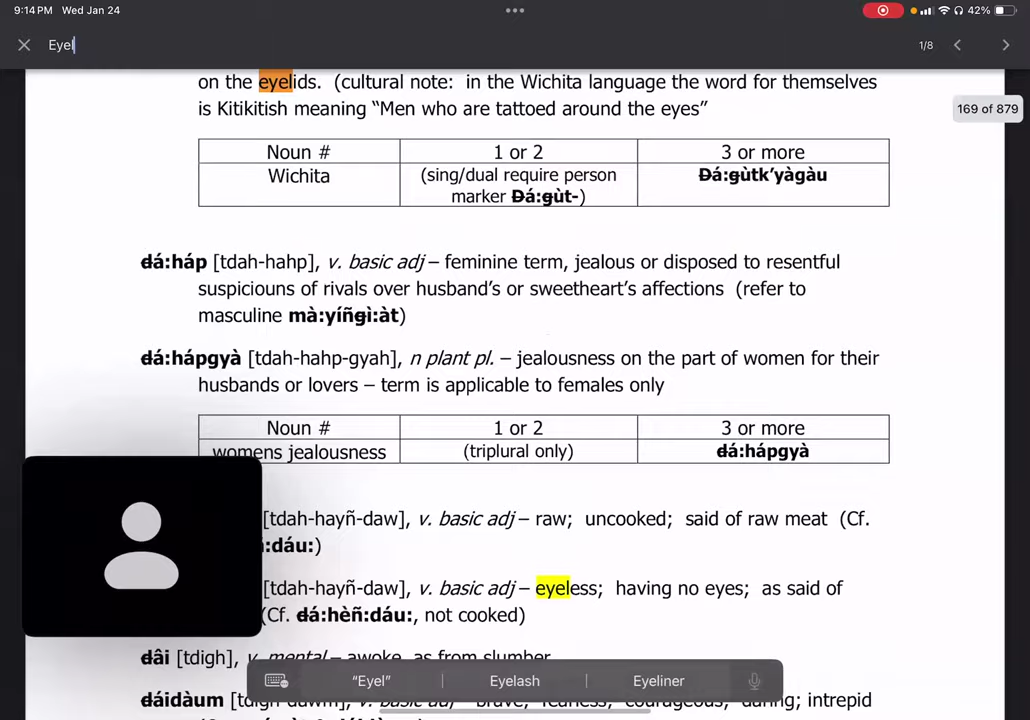 9:14 PM Wed Jan 24
42%
Eyel
1/8
on the eyelids. (cultural note: in the Wichita language the word for themselves
is Kitikitish meaning “Men who are tattoed around the eyes”
169 of 879
Noun # 1 or 2 3 or more
Wichita (sing/dual require person Đá:gùtk’yàgàu
marker Đá:gùt-)
đá:háp [tdah-hahp], v. basic adj – feminine term, jealous or disposed to resentful
suspiciouns of rivals over husband’s or sweetheart’s affections (refer to
masculine mà:yíñgì:àt)
đá:hápgyà [tdah-hahp-gyah], n plant pl. – jealousness on the part of women for their
husbands or lovers – term is applicable to females only
Noun # 1 or 2 3 or more
womens jealousness (triplural only) đá:hápgyà
[tdah-hayñ-daw], v. basic adj – raw; uncooked; said of raw meat (Cf.
:dáu:)
[tdah-hayñ-daw], v. basic adj – eyeless; having no eyes; as said of
(Cf. đá:hèñ:dáu:, not cooked)
đâi [tdigh], v. mental – awoke, as from slumber
“Eyel” Eyelash Eyeliner
đáidàum intrepid